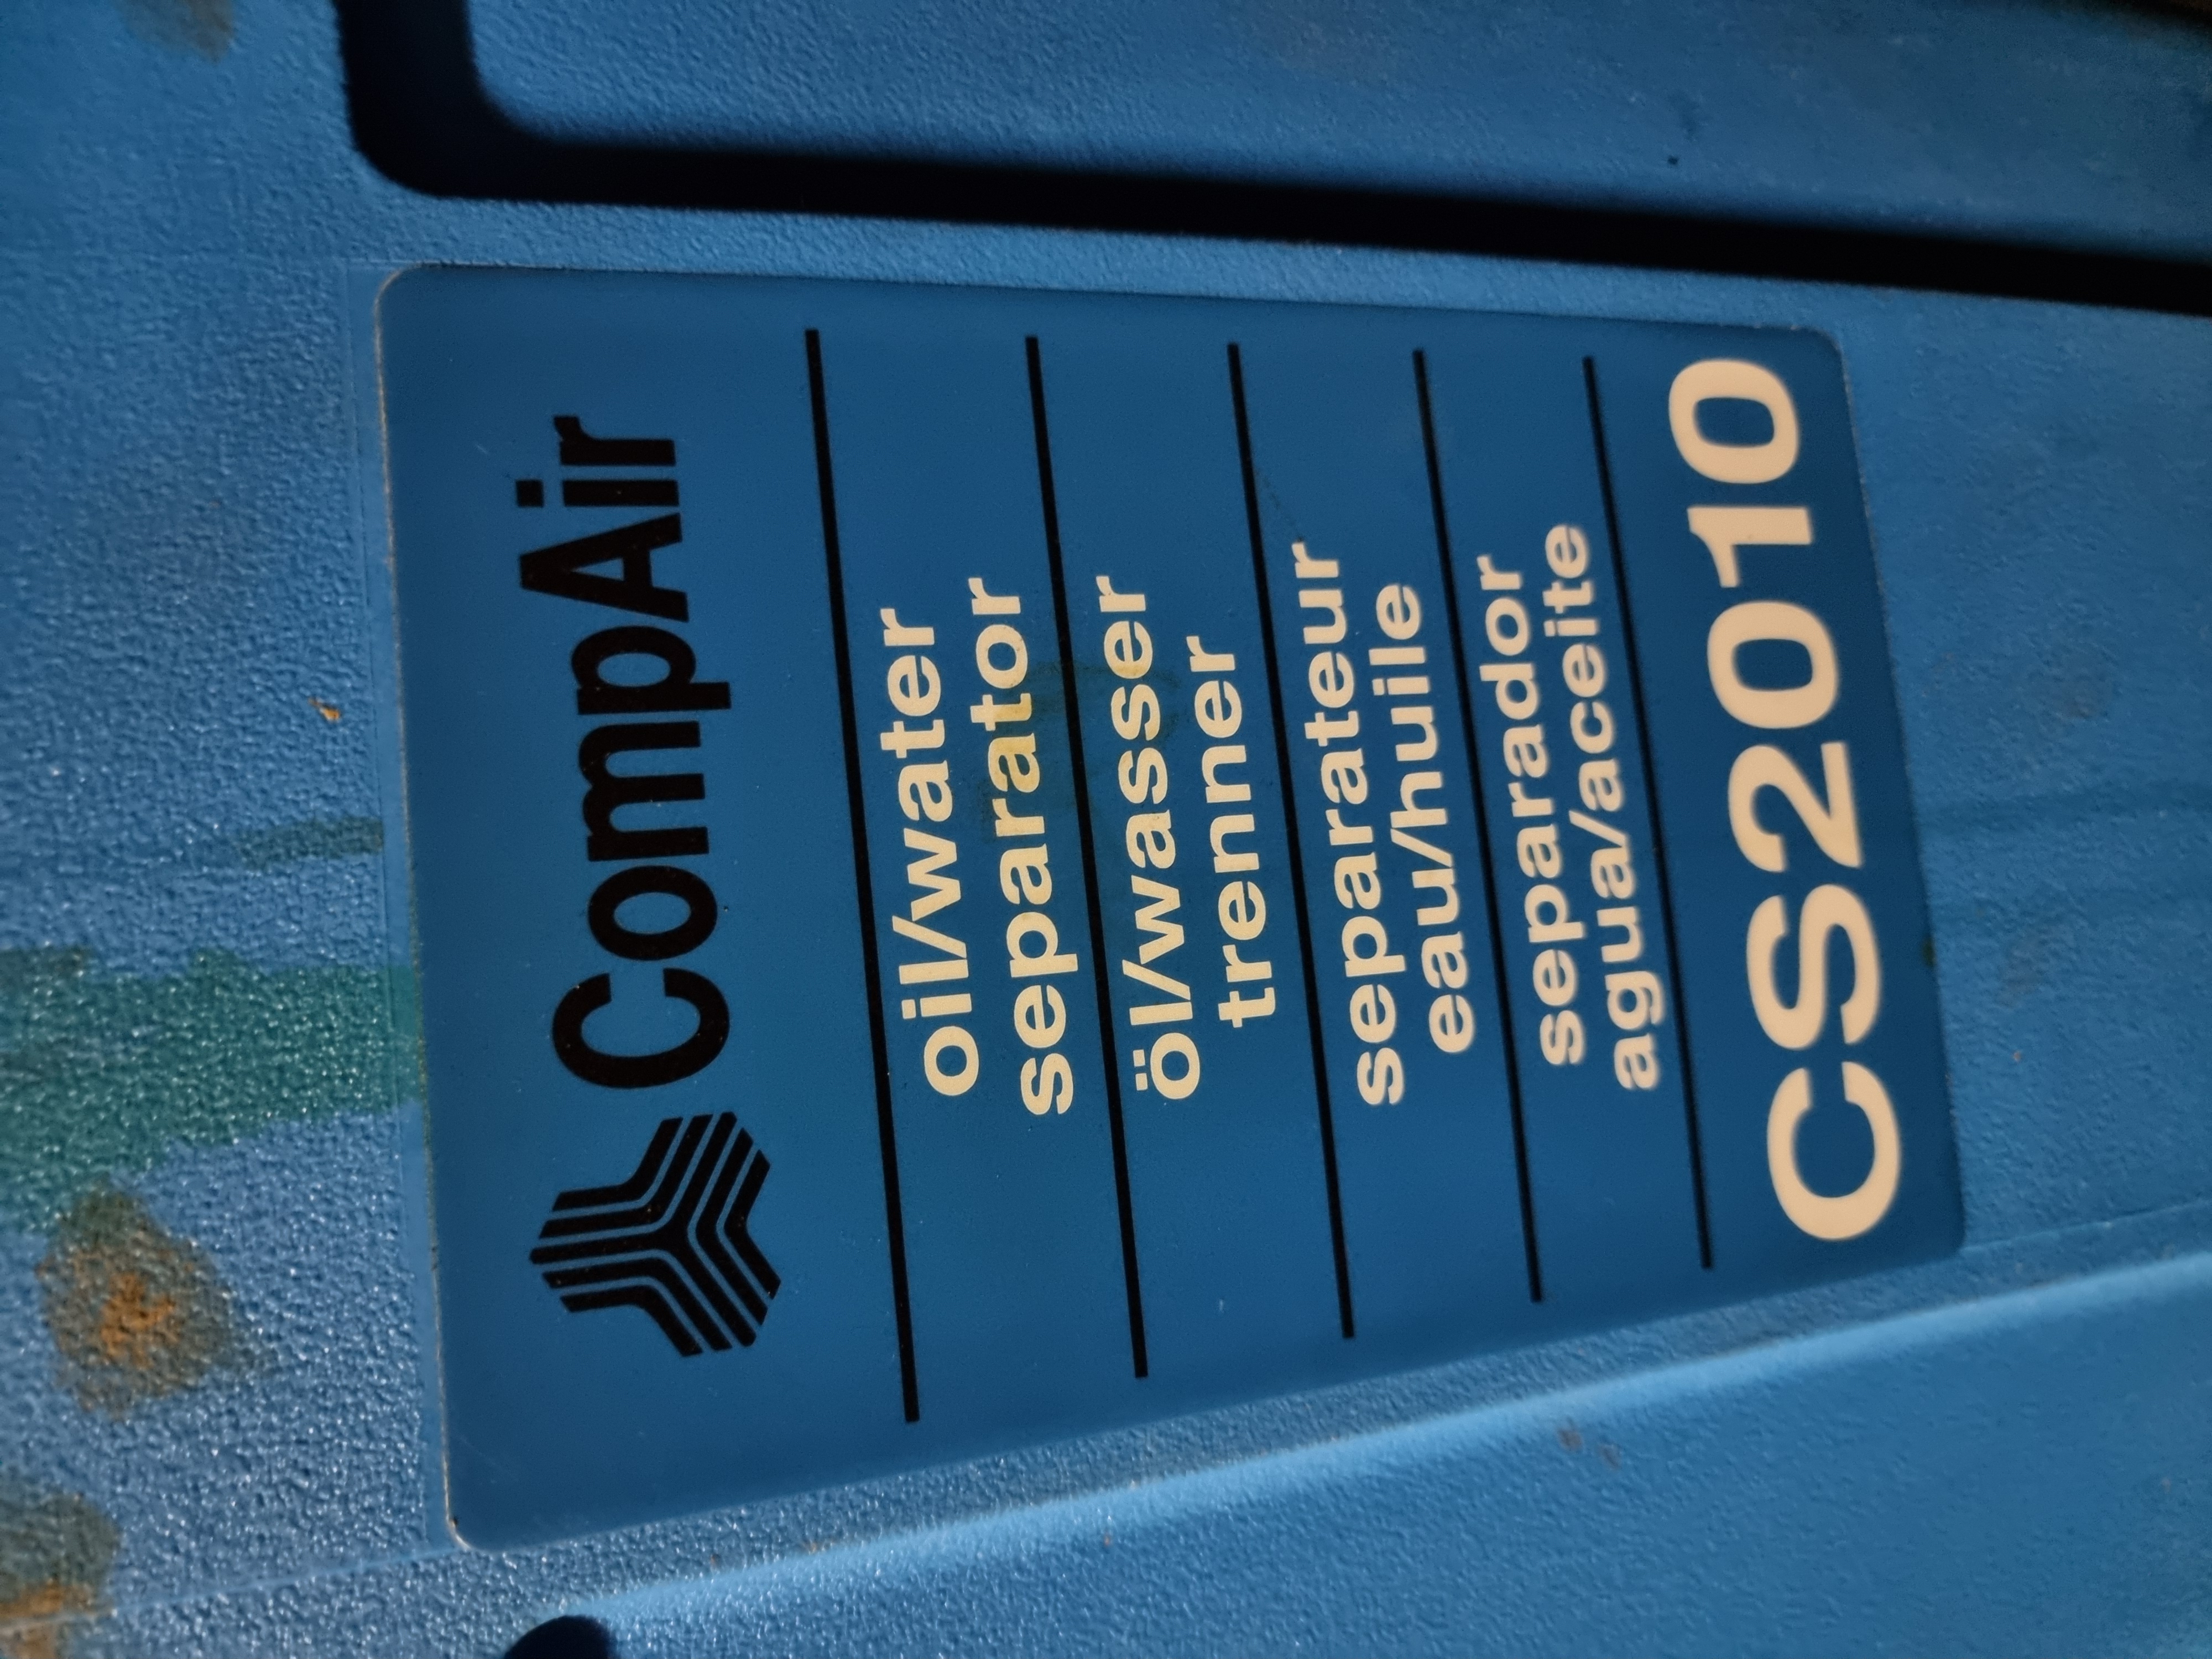 CompAir
oil/water
separator
öl/wasser
trenner
separateur
eau/huile
separador
agua/aceite
CS2010